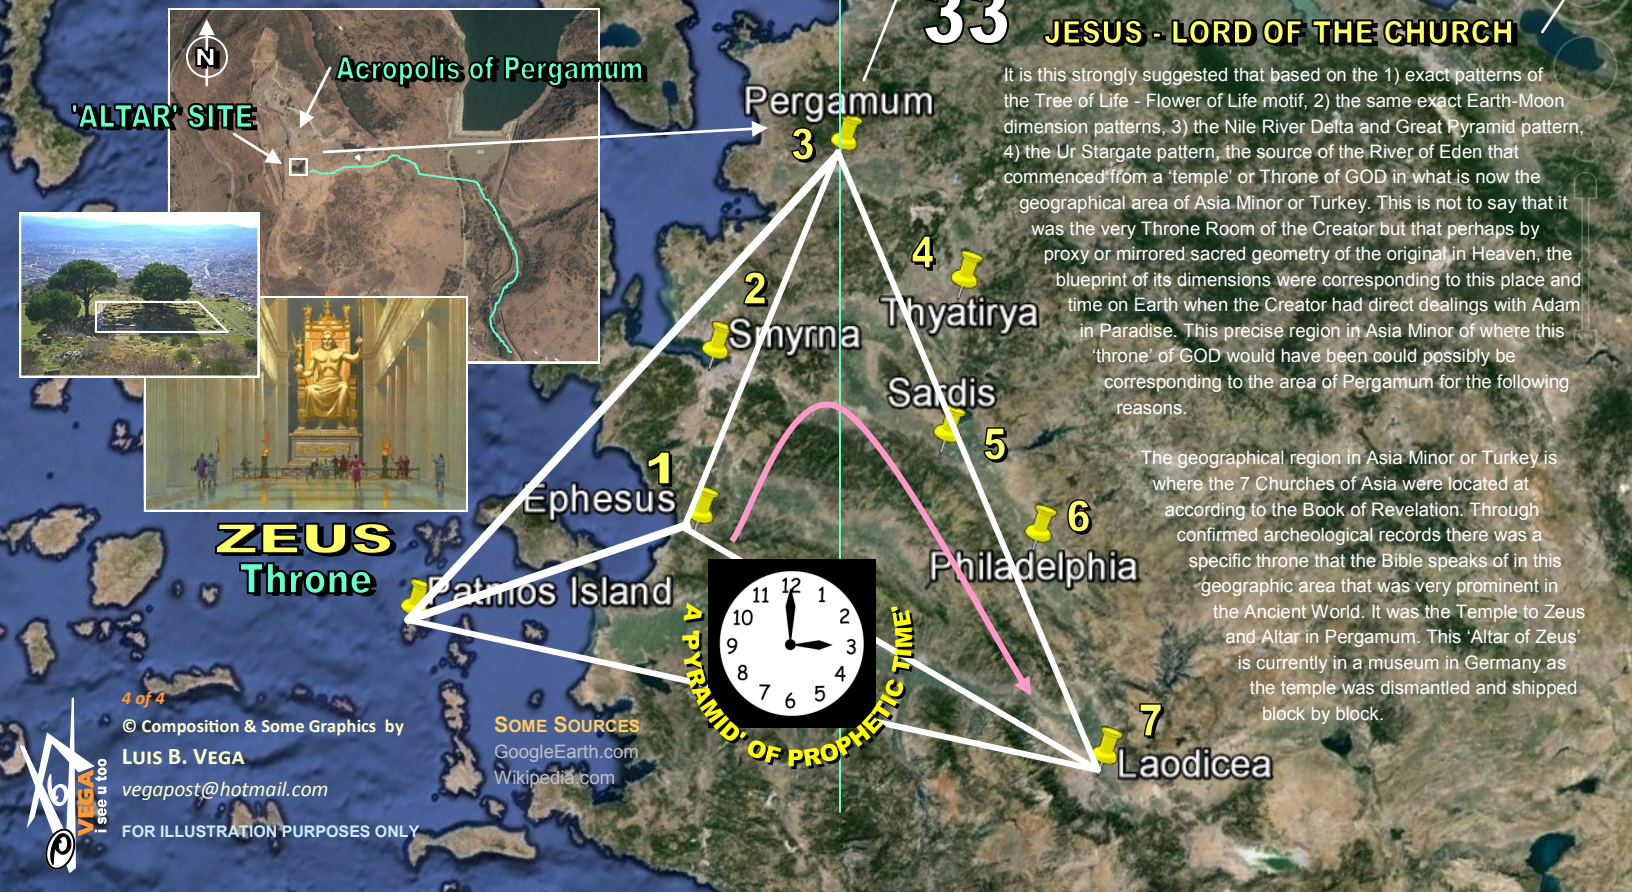 33
JESUS - LORD OF THE CHURCH
N
Acropolis of Pergamum
'ALTAR' SITE
It is this strongly suggested that based on the 1) exact patterns of
the Tree of Life - Flower of Life motif, 2) the same exact Earth-Moon
dimension patterns, 3) the Nile River Delta and Great Pyramid pattern,
4) the Ur Stargate pattern, the source of the River of Eden that
commenced from a ‘temple’ or Throne of GOD in what is now the
geographical area of Asia Minor or Turkey. This is not to say that it
was the very Throne Room of the Creator but that perhaps by
proxy or mirrored sacred geometry of the original in Heaven, the
blueprint of its dimensions were corresponding to this place and
time on Earth when the Creator had direct dealings with Adam
in Paradise. This precise region in Asia Minor of where this
‘throne’ of GOD would have been could possibly be
corresponding to the area of Pergamum for the following
reasons.
The geographical region in Asia Minor or Turkey is
where the 7 Churches of Asia were located at
according to the Book of Revelation. Through
confirmed archeological records there was a
specific throne that the Bible speaks of in this
geographic area that was very prominent in
the Ancient World. It was the Temple to Zeus
and Altar in Pergamum. This ‘Altar of Zeus’
is currently in a museum in Germany as
the temple was dismantled and shipped
block by block.
Pergamum
3
4
Thyatirya
2
Smyrna
Sardis
5
1
Ephesus
6
Philadelphia
ZEUS
Throne
Patmos Island
12
1
2
3
4
5
6
7
8
9
10
11
A 'PYRAMID' OF PROPHETIC TIME'
7
Laodicea
4 of 4
© Composition & Some Graphics by
LUIS B. VEGA
vegapost@hotmail.com
FOR ILLUSTRATION PURPOSES ONLY
VEGA
i see u too
SOME SOURCES
GoogleEarth.com
Wikipedia.com